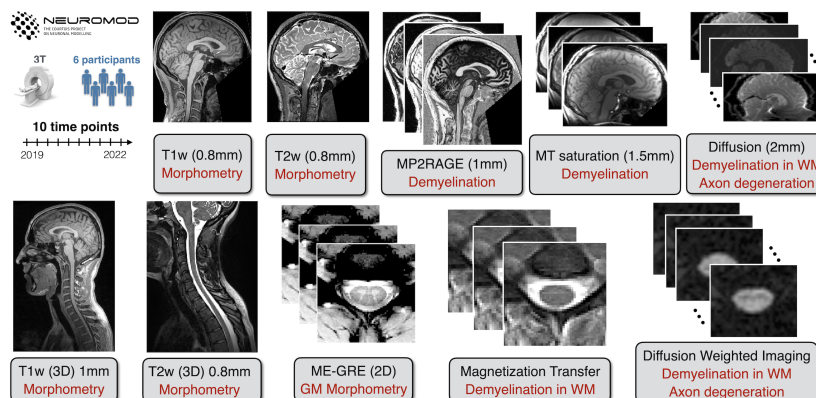 NEUROMOD
THE COURTOIS PROJECT
ON NEURONAL MODELLING
3T
6 participants
10 time points
2019 2022
T1w (0.8mm)
Morphometry
T2w (0.8mm)
Morphometry
MP2RAGE (1mm)
Demyelination
MT saturation (1.5mm)
Demyelination
Diffusion (2mm)
Demyelination in WM
Axon degeneration
T1w (3D) 1mm
Morphometry
T2w (3D) 0.8mm
Morphometry
ME-GRE (2D)
GM Morphometry
Magnetization Transfer
Demyelination in WM
Diffusion Weighted Imaging
Demyelination in WM
Axon degeneration